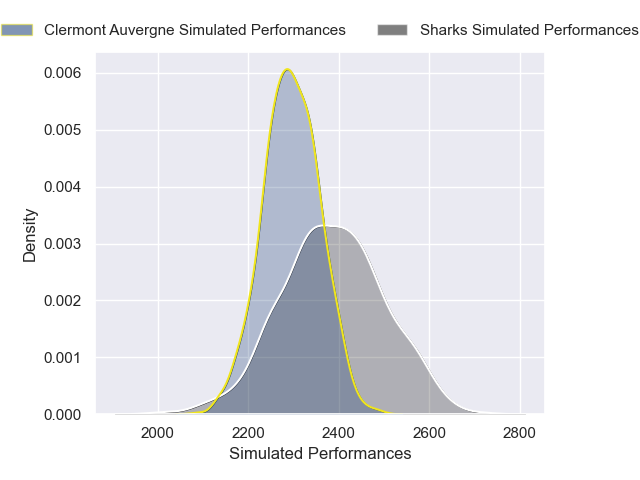 Clermont Auvergne Simulated Performances
Sharks Simulated Performances
0.006
0.005
0.004
0.003
0.002
0.001
0.000
Density
2000 2200 2400 2600 2800
Simulated Performances